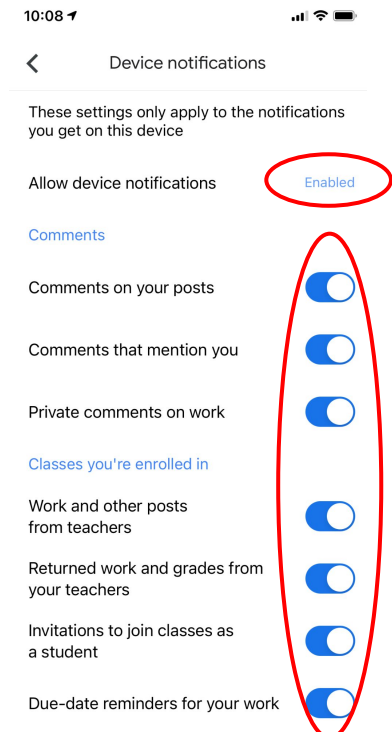 10:08
Device notifications
These settings only apply to the notifications
you get on this device
Allow device notifications Enabled
Comments
Comments on your posts
Comments that mention you
Private comments on work
Classes you're enrolled in
Work and other posts
from teachers
Returned work and grades from
your teachers
Invitations to join classes as
a student
Due-date reminders for your work